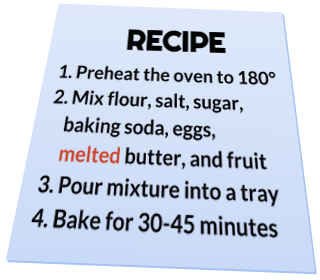 RECIPE
1. Preheat the oven to 180°
2. Mix flour, salt, sugar,
baking soda, eggs,
melted butter, and fruit
3. Pour mixture into a tray
4. Bake for 30-45 minutes